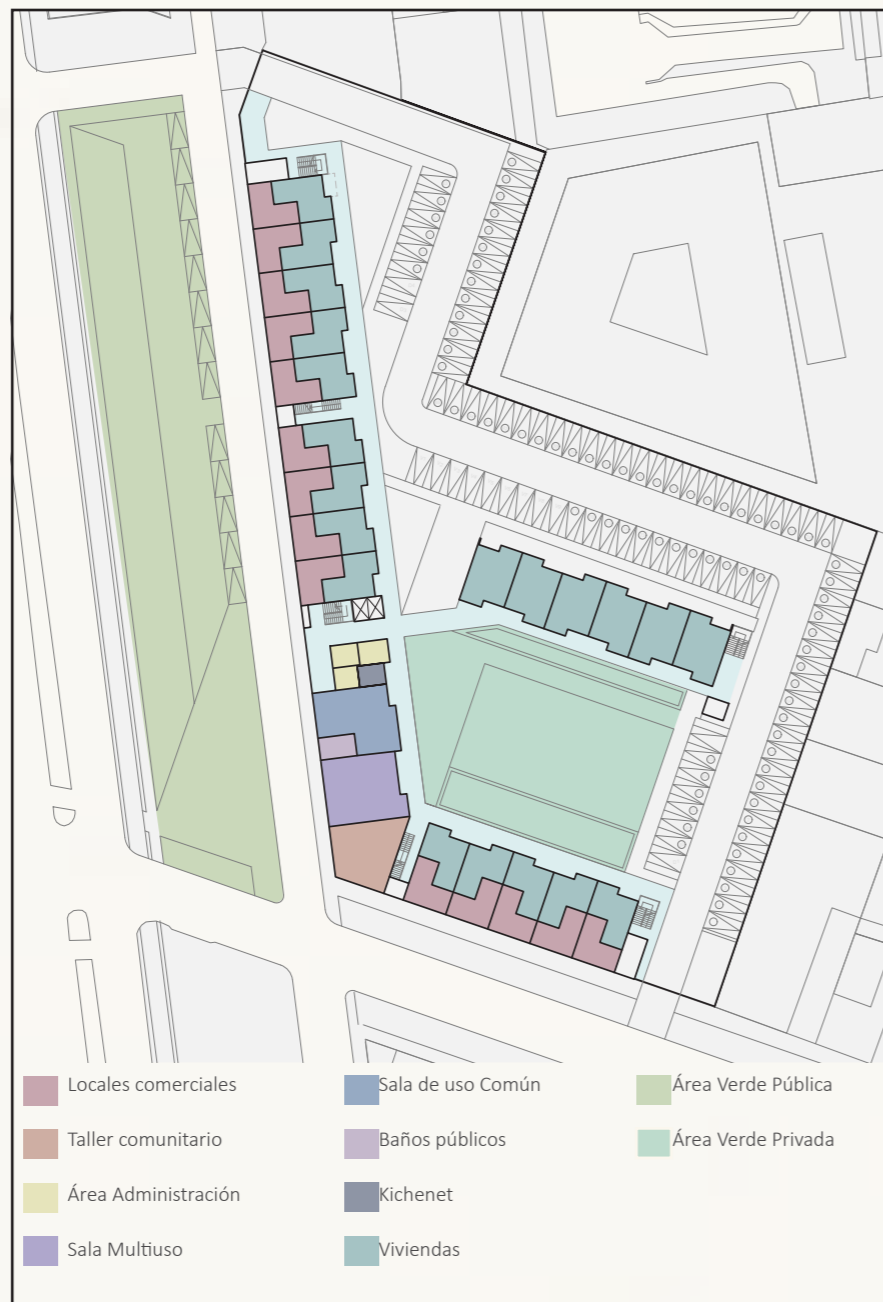 Locales comerciales
Sala de uso Común
Área Verde Pública
Taller comunitario
Baños públicos
Área Verde Privada
Área Administración
Kichenet
Sala Multiuso
Viviendas